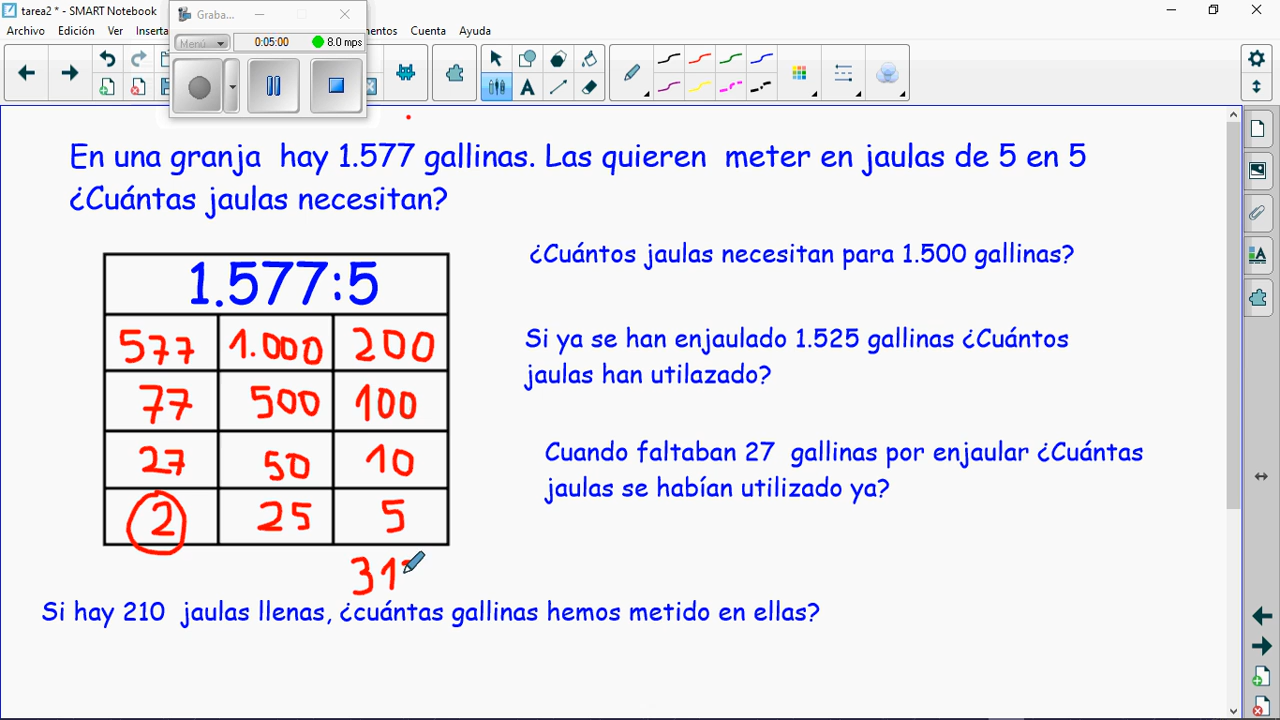 tarea2 * - SMART Notebook
Graba...
Archivo Edición Ver Inserta mentos Cuenta Ayuda
Menú 0:05:00 8.0 mps
En una granja hay 1.577 gallinas. Las quieren meter en jaulas de 5 en 5
¿Cuántas jaulas necesitan?
1.577:5
577 1.000 200
77 500 100
27 50 10
2 25 5
31
¿Cuántos jaulas necesitan para 1.500 gallinas?
Si ya se han enjaulado 1.525 gallinas ¿Cuántos
jaulas han utilazado?
Cuando faltaban 27 gallinas por enjaular ¿Cuántas
jaulas se habían utilizado ya?
Si hay 210 jaulas llenas, ¿cuántas gallinas hemos metido en ellas?